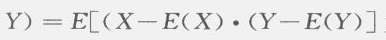 Y) = E[(X－E(X)·(Y－E(Y)]